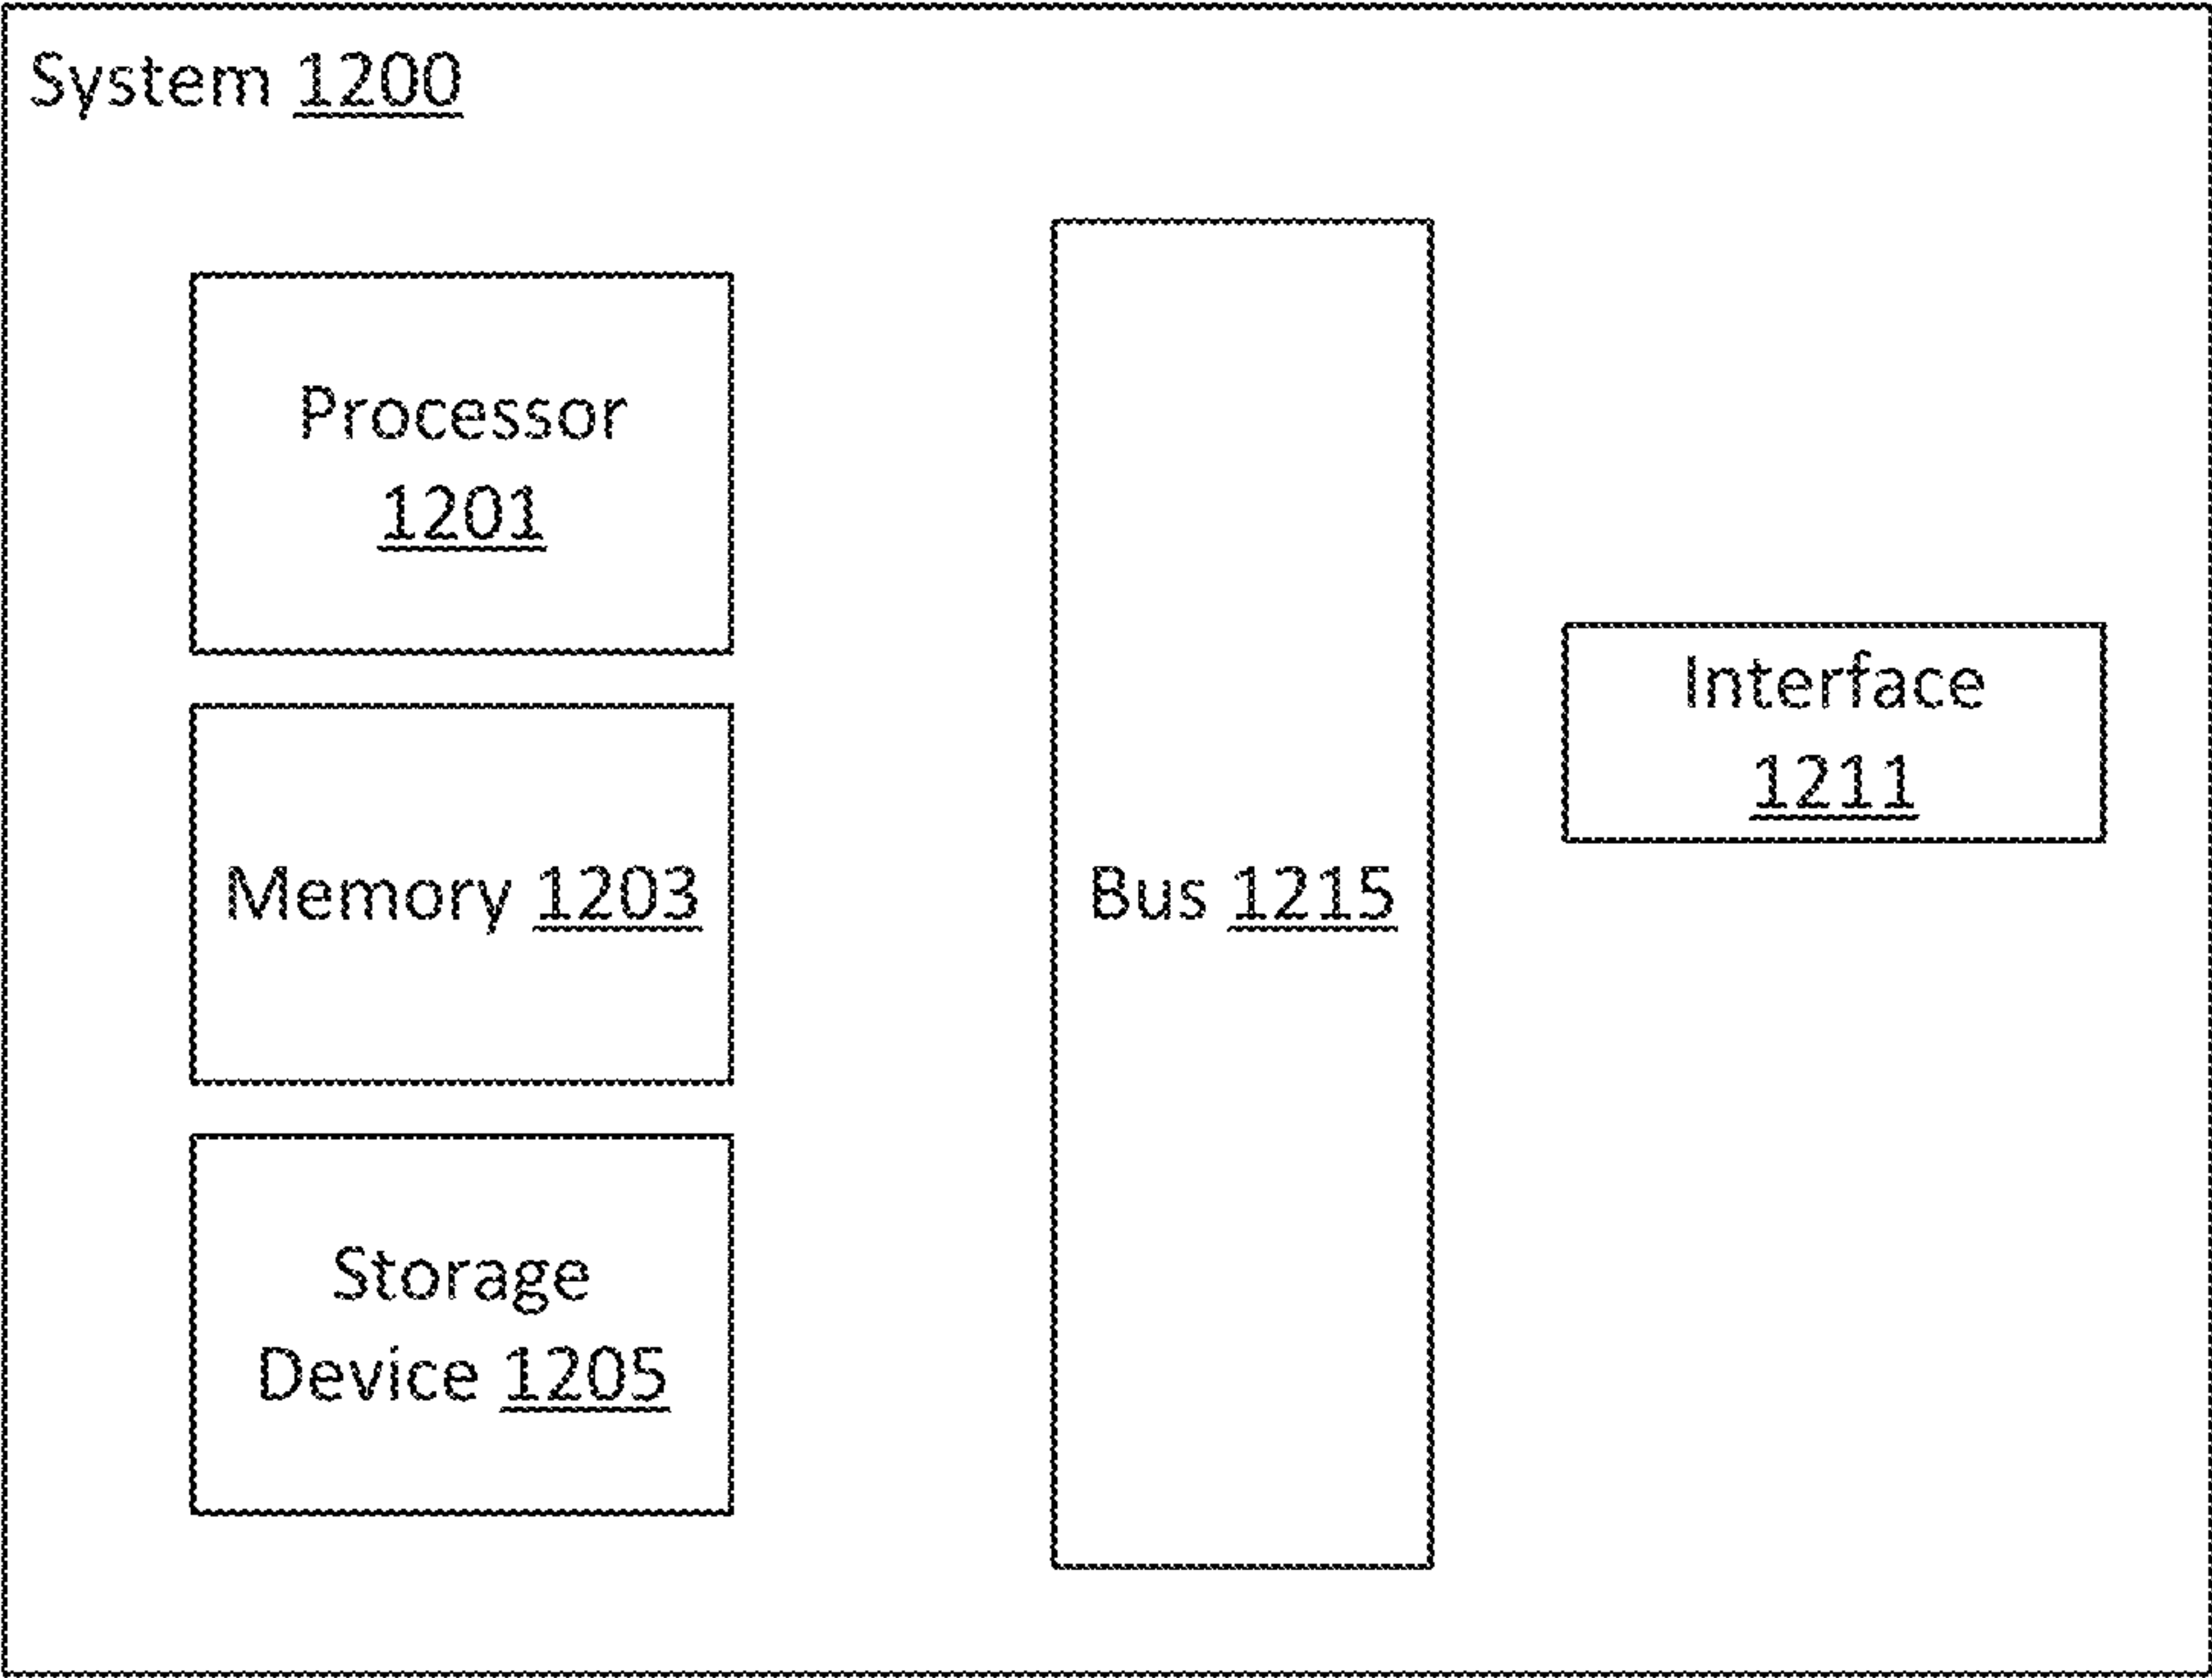 System 1200
Processor
1201
Memory 1203
Storage
Device 1205
Bus 1215
Interface
1211